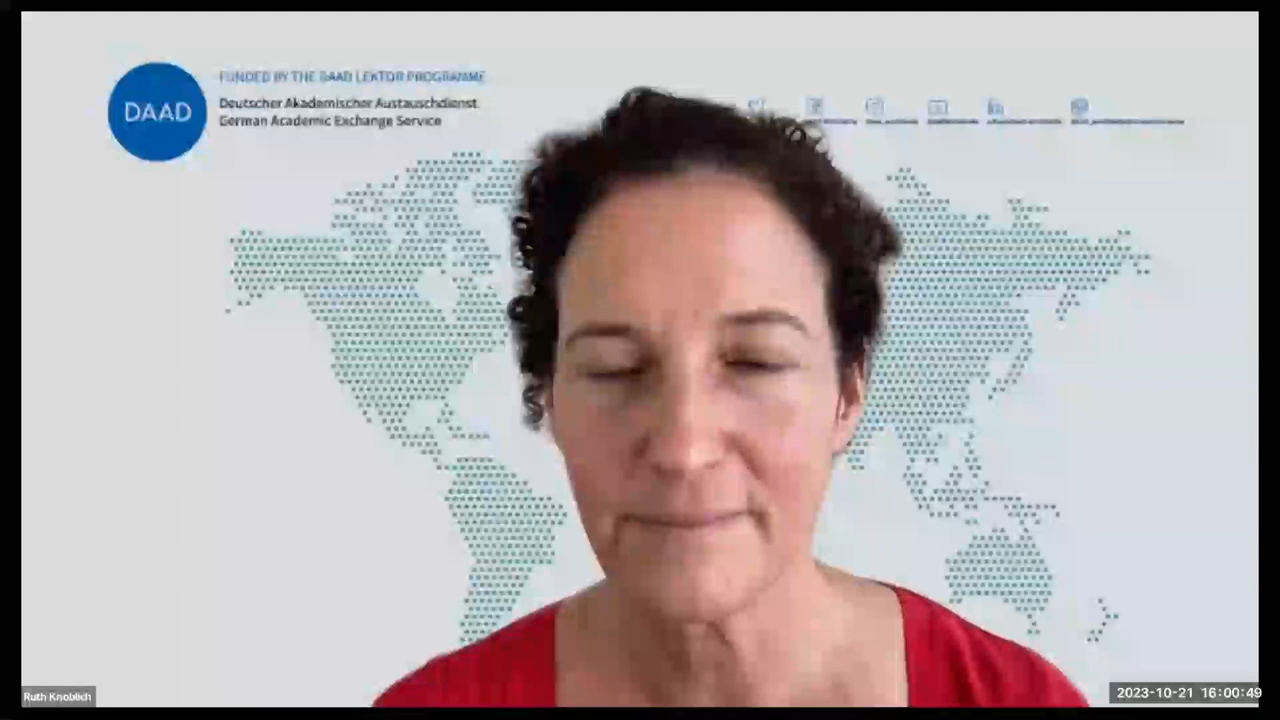 DAAD
FUNDED BY THE DAAD LEKTOR PROGRAMME
Deutscher Akademischer Austauschdienst
German Academic Exchange Service
Ruth Knoblich
2023-10-21 16:00:49